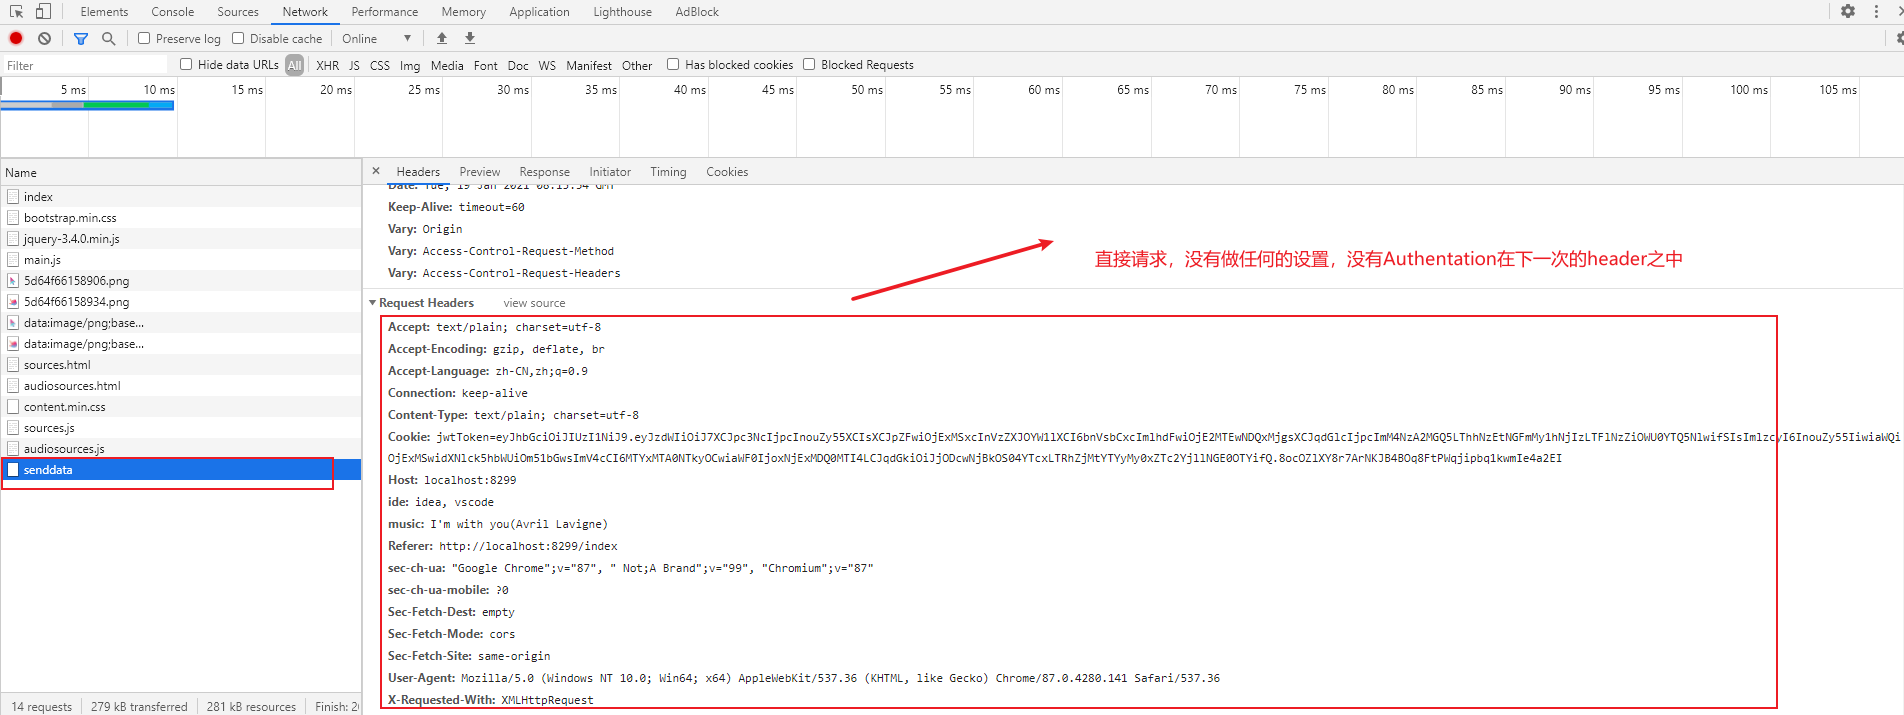 Elements Console Sources Network Performance Memory Application Lighthouse AdBlock
Preserve log Disable cache Online
Filter Hide data URLs All XHR JS CSS Img Media Font Doc WS Manifest Other Has blocked cookies Blocked Requests
5 ms 10 ms 15 ms 20 ms 25 ms 30 ms 35 ms 40 ms 45 ms 50 ms 55 ms 60 ms 65 ms 70 ms 75 ms 80 ms 85 ms 90 ms 95 ms 100 ms 105 ms
Name
index
bootstrap.min.css
jquery-3.4.0.min.js
main.js
5d64f66158906.png
5d64f66158934.png
data:image/png;base...
data:image/png;base...
sources.html
audiosources.html
content.min.css
sources.js
audiosources.js
senddata
14 requests 279 kB transferred 281 kB resources Finish: 20
Headers Preview Response Initiator Timing Cookies
Date: Tue, 19 Jan 2021 08:15:54 GMT
Keep-Alive: timeout=60
Vary: Origin
Vary: Access-Control-Request-Method
Vary: Access-Control-Request-Headers
直接请求，没有做任何的设置，没有Authentation在下一次的header之中
Request Headers view source
Accept: text/plain; charset=utf-8
Accept-Encoding: gzip, deflate, br
Accept-Language: zh-CN,zh;q=0.9
Connection: keep-alive
Content-Type: text/plain; charset=utf-8
Cookie:
Host: localhost:8299
ide: idea, vscode
music: I'm with you(Avril Lavigne)
Referer: http://localhost:8299/index
sec-ch-ua: "Google Chrome";v="87", " Not;A Brand";v="99", "Chromium";v="87"
sec-ch-ua-mobile: ?0
Sec-Fetch-Dest: empty
Sec-Fetch-Mode: cors
Sec-Fetch-Site: same-origin
User-Agent: Mozilla/5.0 (Windows NT 10.0; Win64; x64) AppleWebKit/537.36 (KHTML, like Gecko) Chrome/87.0.4280.141 Safari/537.36
X-Requested-With: XMLHttpRequest